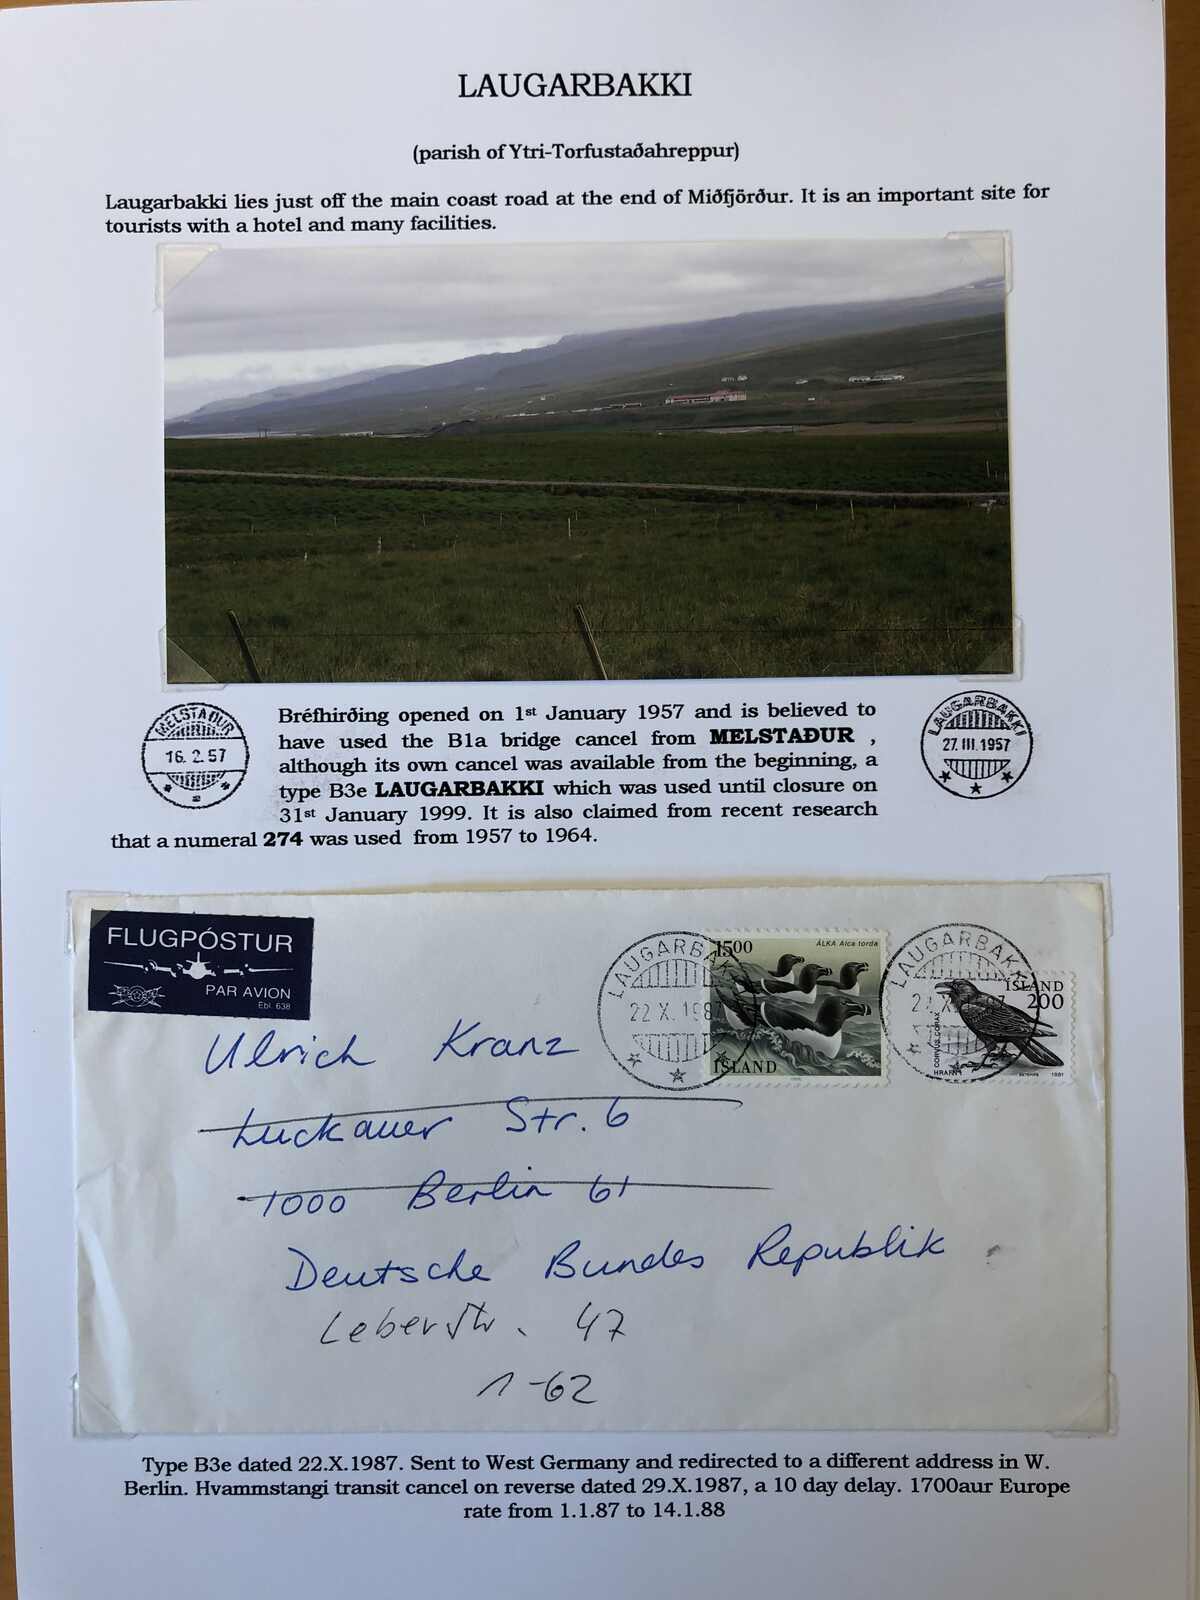 LAUGARBAKKI
(parish of Ytri-Torfustaðahreppur)
Laugarbakki lies just off the main coast road at the end of Miðfjörður. It is an important site for
tourists with a hotel and many facilities.
MELSTAÐUR
16.2.57
Bréfhirðing opened on 1st January 1957 and is believed to
have used the B1a bridge cancel from MELSTAÐUR ,
although its own cancel was available from the beginning, a
type B3e LAUGARBAKKI which was used until closure on
31st January 1999. It is also claimed from recent research
that a numeral 274 was used from 1957 to 1964.
LAUGARBAKKI
27.III.1957
FLUGPÓSTUR
PAR AVION
Ebl. 638
LAUGARBAKKI
22.X.198
1500
ÁLKA Alca torda
ÍSLAND
LAUGARBAKKI
ÍSLAND
200
CORVUS CORAX
HRAFN
1981
Ulrich Kranz
Luckauer Str. 6
1000 Berlin 61
Deutsche Bundes Republik
Leberstr. 47
1-62
Type B3e dated 22.X.1987. Sent to West Germany and redirected to a different address in W.
Berlin. Hvammstangi transit cancel on reverse dated 29.X.1987, a 10 day delay. 1700aur Europe
rate from 1.1.87 to 14.1.88